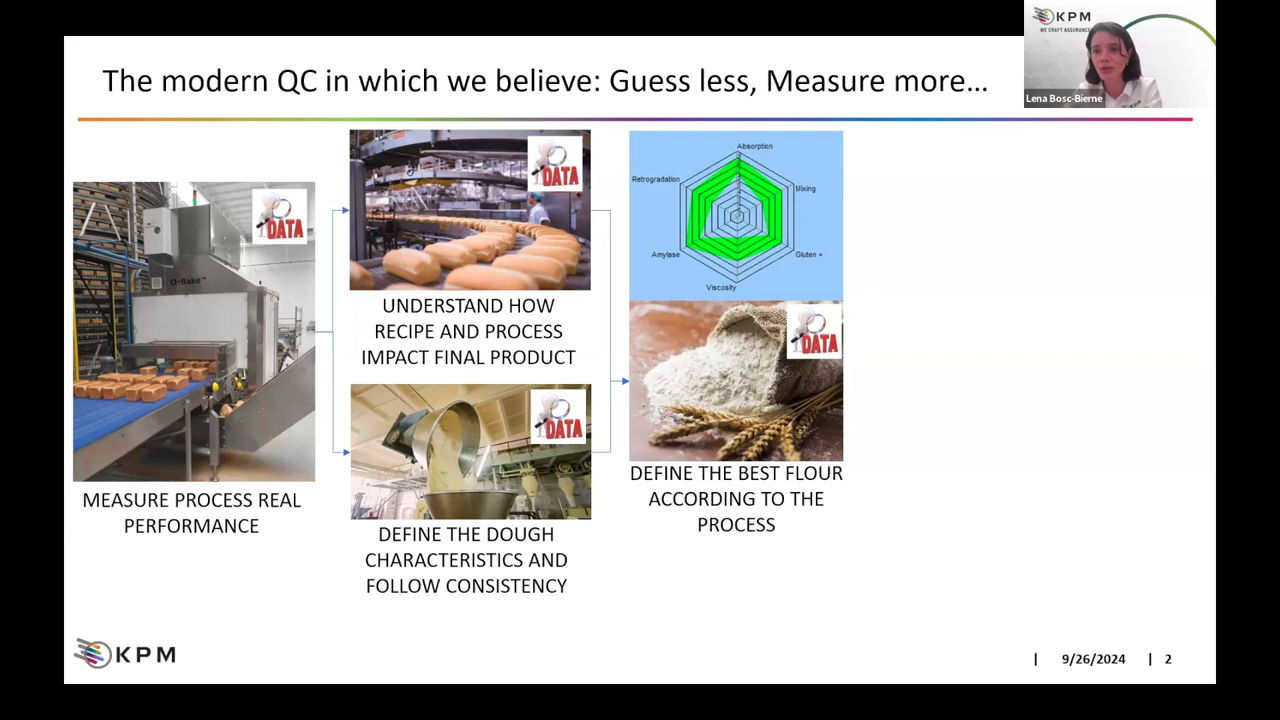 The modern QC in which we believe: Guess less, Measure more...
KPM
WE CRAFT ASSURANCE
KPM
Lena Bosc-Bierne
DATA
Q-Bake™
MEASURE PROCESS REAL
PERFORMANCE
DATA
UNDERSTAND HOW
RECIPE AND PROCESS
IMPACT FINAL PRODUCT
DATA
DEFINE THE DOUGH
CHARACTERISTICS AND
FOLLOW CONSISTENCY
Absorption
Retrogradation
Mixing
Amylase
Gluten +
Viscosity
DATA
DEFINE THE BEST FLOUR
ACCORDING TO THE
PROCESS
KPM
| 9/26/2024 | 2